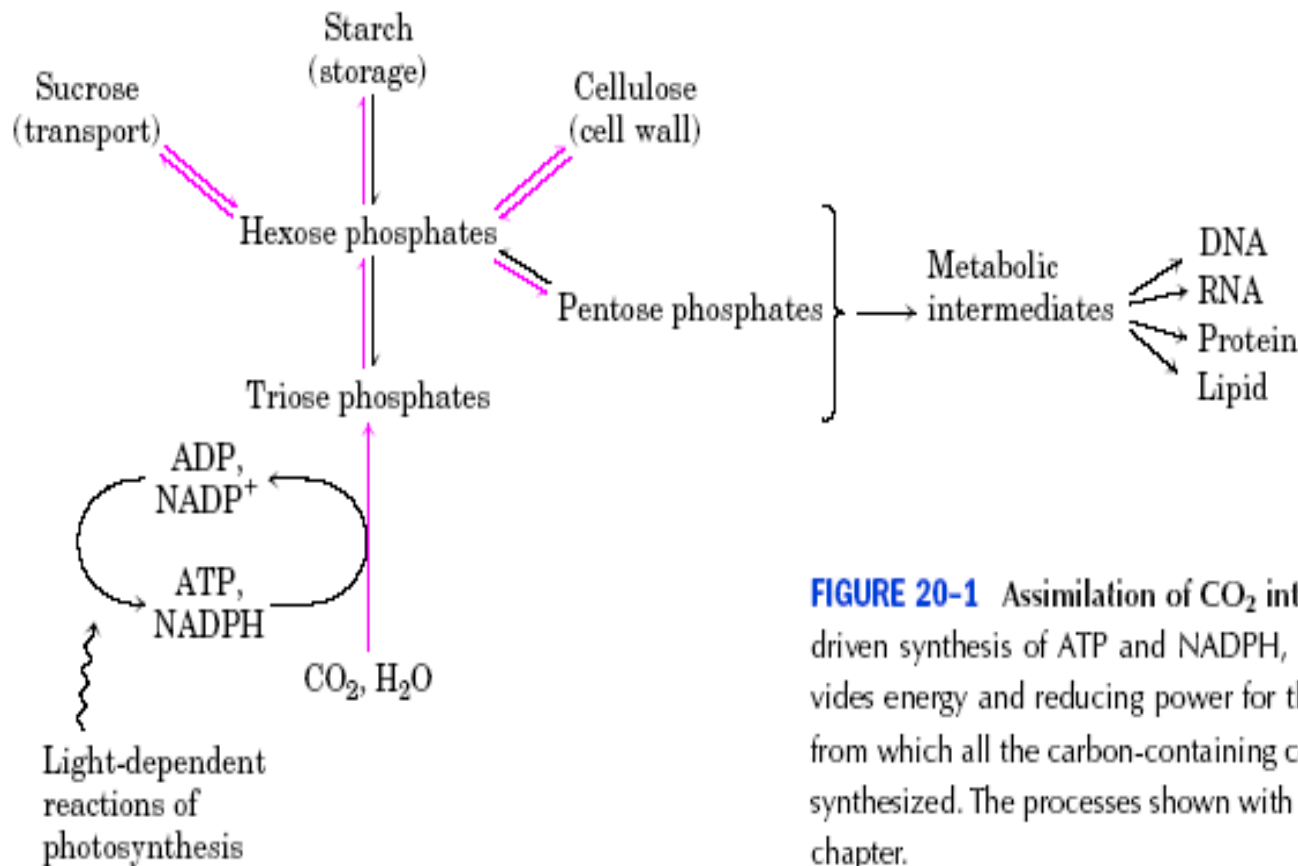 Starch
(storage)
Sucrose
(transport)
Cellulose
(cell wall)
Hexose phosphates
Pentose phosphates
Metabolic
intermediates
DNA
RNA
Protein
Lipid
Triose phosphates
ADP,
NADP⁺
ATP,
NADPH
CO₂, H₂O
Light-dependent
reactions of
photosynthesis
FIGURE 20–1 Assimilation of CO₂ int
driven synthesis of ATP and NADPH,
vides energy and reducing power for th
from which all the carbon-containing c
synthesized. The processes shown with
chapter.